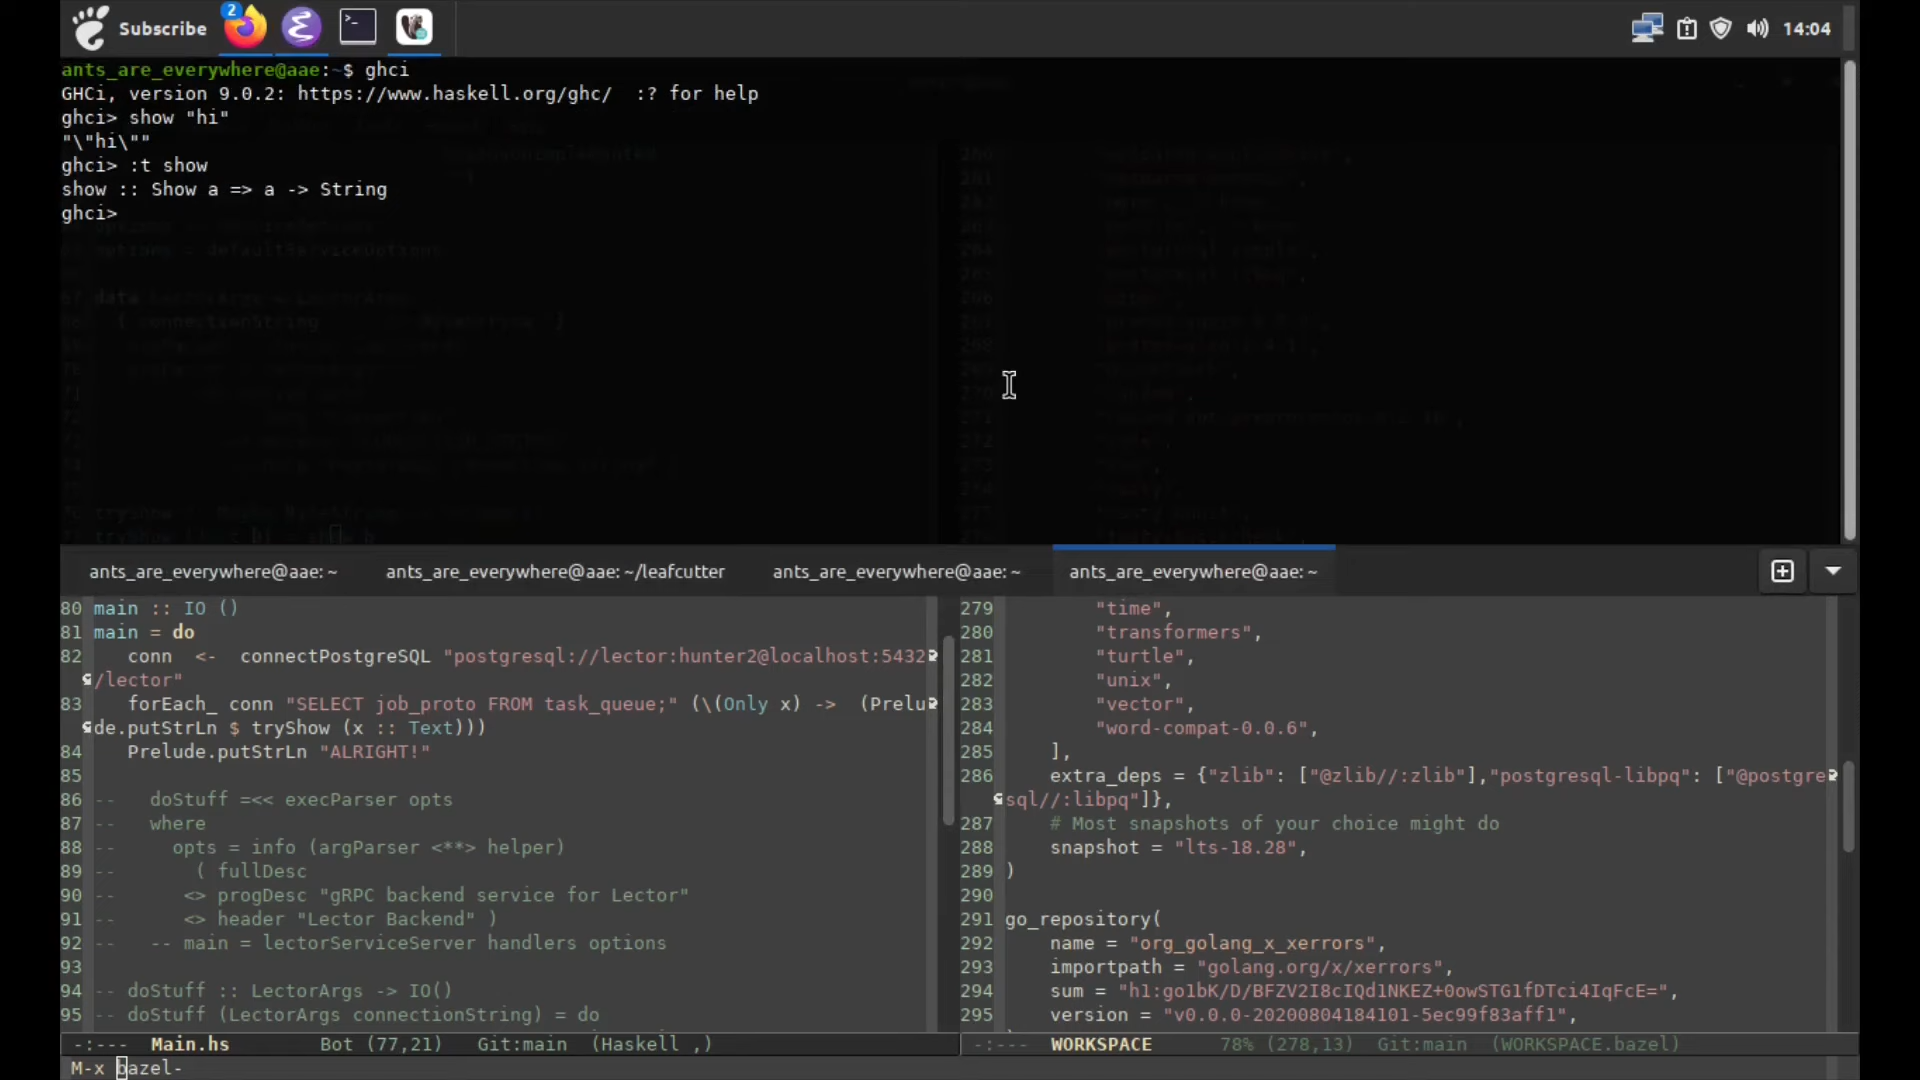 2
Subscribe
14:04
ants_are_everywhere@aae:~$ ghci
GHCi, version 9.0.2: https://www.haskell.org/ghc/  :? for help
ghci> show "hi"
"\"hi\""
ghci> :t show
show :: Show a => a -> String
ghci>
ants_are_everywhere@aae: ~
ants_are_everywhere@aae: ~/leafcutter
ants_are_everywhere@aae: ~
ants_are_everywhere@aae: ~
80 main :: IO ()
81 main = do
82    conn  <-  connectPostgreSQL "postgresql://lector:hunter2@localhost:5432
/lector"
83    forEach_ conn "SELECT job_proto FROM task_queue;" (\(Only x) ->  (Prelu
de.putStrLn $ tryShow (x :: Text)))
84    Prelude.putStrLn "ALRIGHT!"
85
86 --   doStuff =<< execParser opts
87 --   where
88 --     opts = info (argParser <**> helper)
89 --       ( fullDesc
90 --      <> progDesc "gRPC backend service for Lector"
91 --      <> header "Lector Backend" )
92 --   -- main = lectorServiceServer handlers options
93
94 -- doStuff :: LectorArgs -> IO()
95 -- doStuff (LectorArgs connectionString) = do
279         "time",
280         "transformers",
281         "turtle",
282         "unix",
283         "vector",
284         "word-compat-0.0.6",
285     ],
286     extra_deps = {"zlib": ["@zlib//:zlib"],"postgresql-libpq": ["@postgre
sql//:libpq"]},
287     # Most snapshots of your choice might do
288     snapshot = "lts-18.28",
289 )
290
291 go_repository(
292     name = "org_golang_x_xerrors",
293     importpath = "golang.org/x/xerrors",
294     sum = "h1:go1bK/D/BFZV2I8cIQd1NKEZ+0owSTG1fDTci4IqFcE=",
295     version = "v0.0.0-20200804184101-5ec99f83aff1",
-:---  Main.hs        Bot (77,21)   Git:main  (Haskell ,)
-:---  WORKSPACE      78% (278,13)  Git:main  (WORKSPACE.bazel)
M-x bazel-